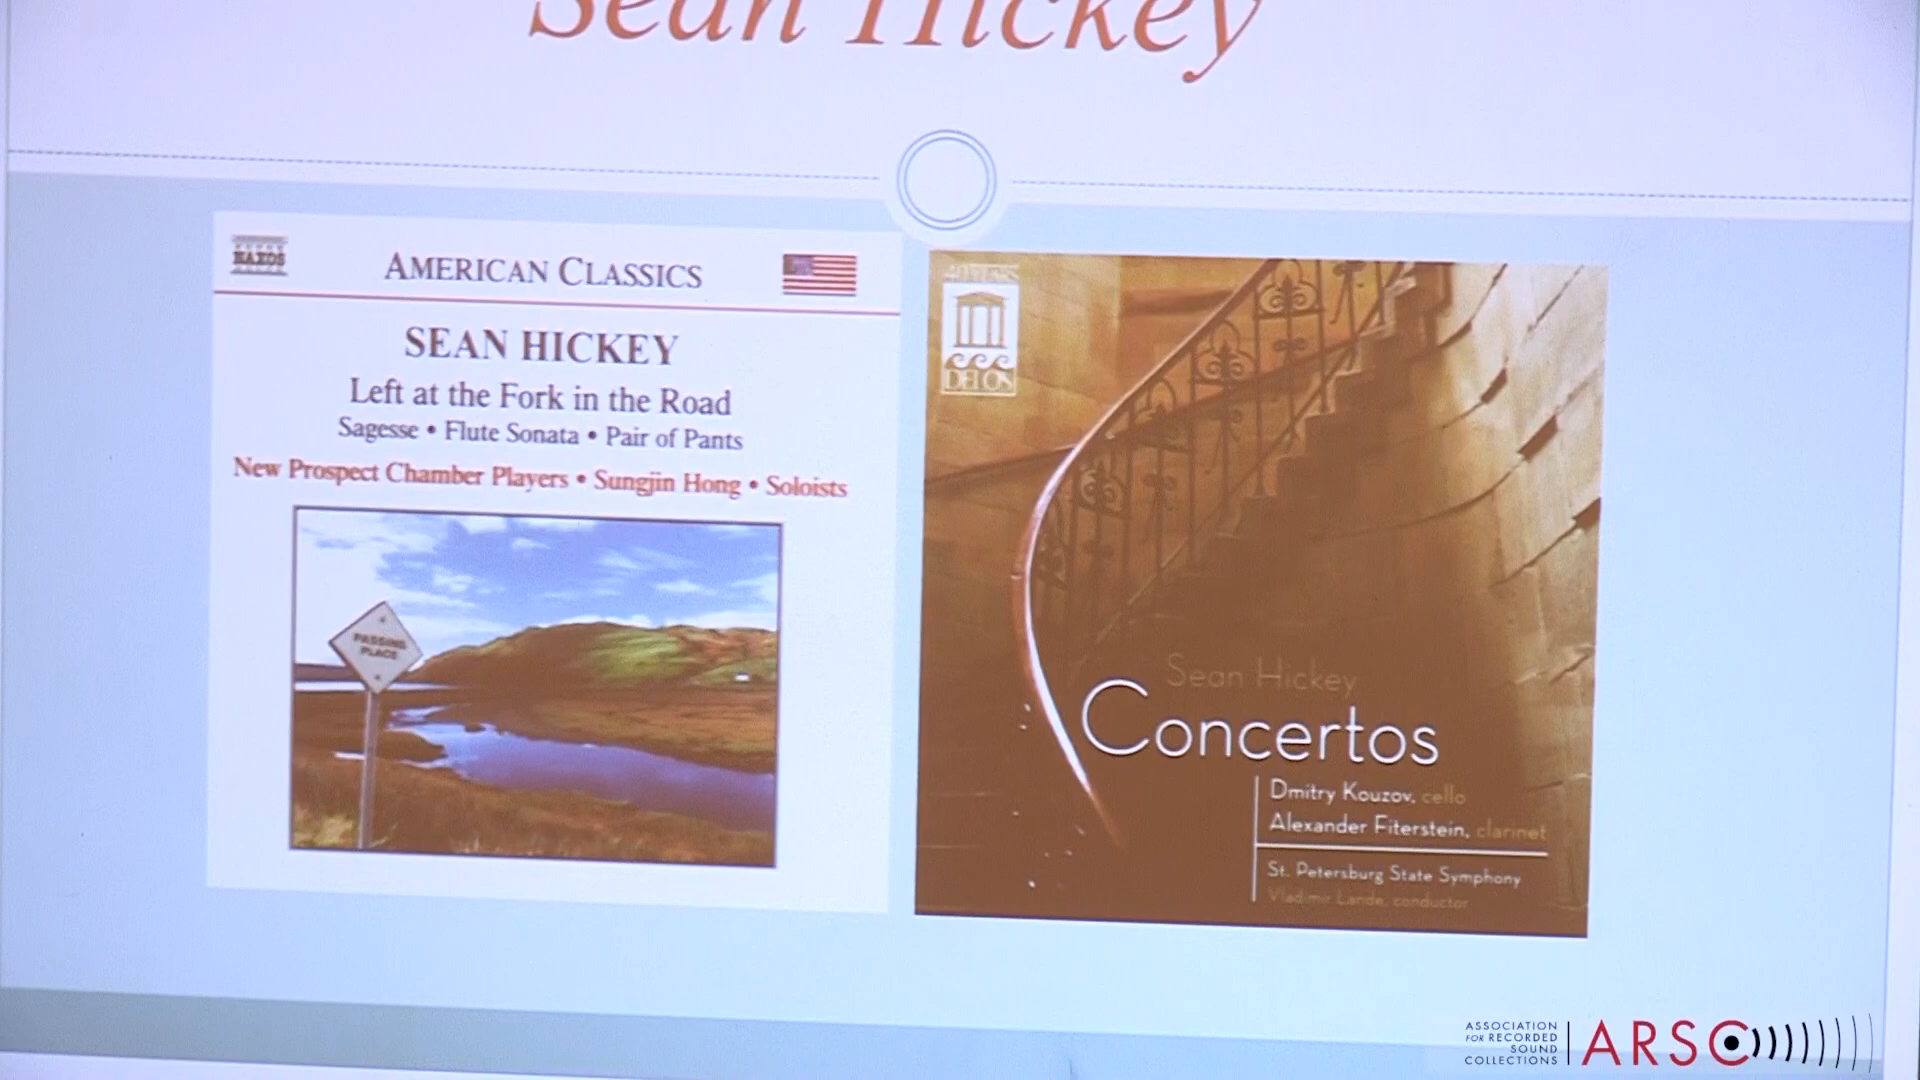 Sean Hickey
NAXOS
AMERICAN CLASSICS
SEAN HICKEY
Left at the Fork in the Road
Sagesse • Flute Sonata • Pair of Pants
New Prospect Chamber Players • Sungjin Hong • Soloists
PASSING
PLACE
40 YEARS
DELOS
Sean Hickey
Concertos
Dmitry Kouzov, cello
Alexander Fiterstein, clarinet
St. Petersburg State Symphony
Vladimir Lande, conductor
ASSOCIATION
FOR RECORDED
SOUND
COLLECTIONS
ARSC